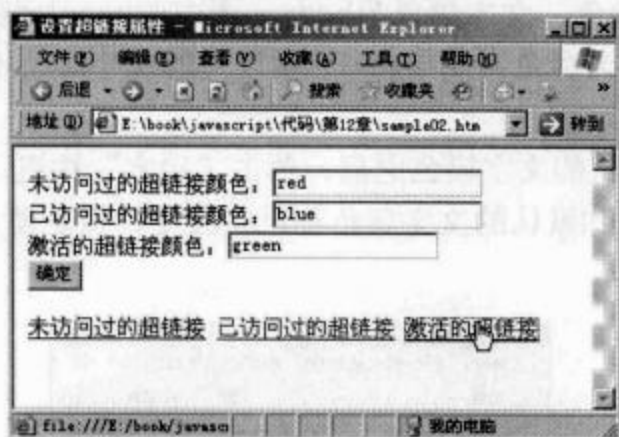 设置超链接属性 - Microsoft Internet Explorer
文件(F) 编辑(E) 查看(V) 收藏(A) 工具(T) 帮助(H)
后退 搜索 收藏夹 »
地址(D) E:\book\javascript\代码\第12章\sample02.htm 转到
未访问过的超链接颜色：red
己访问过的超链接颜色：blue
激活的超链接颜色：green
确定
未访问过的超链接 己访问过的超链接 激活的超链接
file:///E:/book/javasc 我的电脑